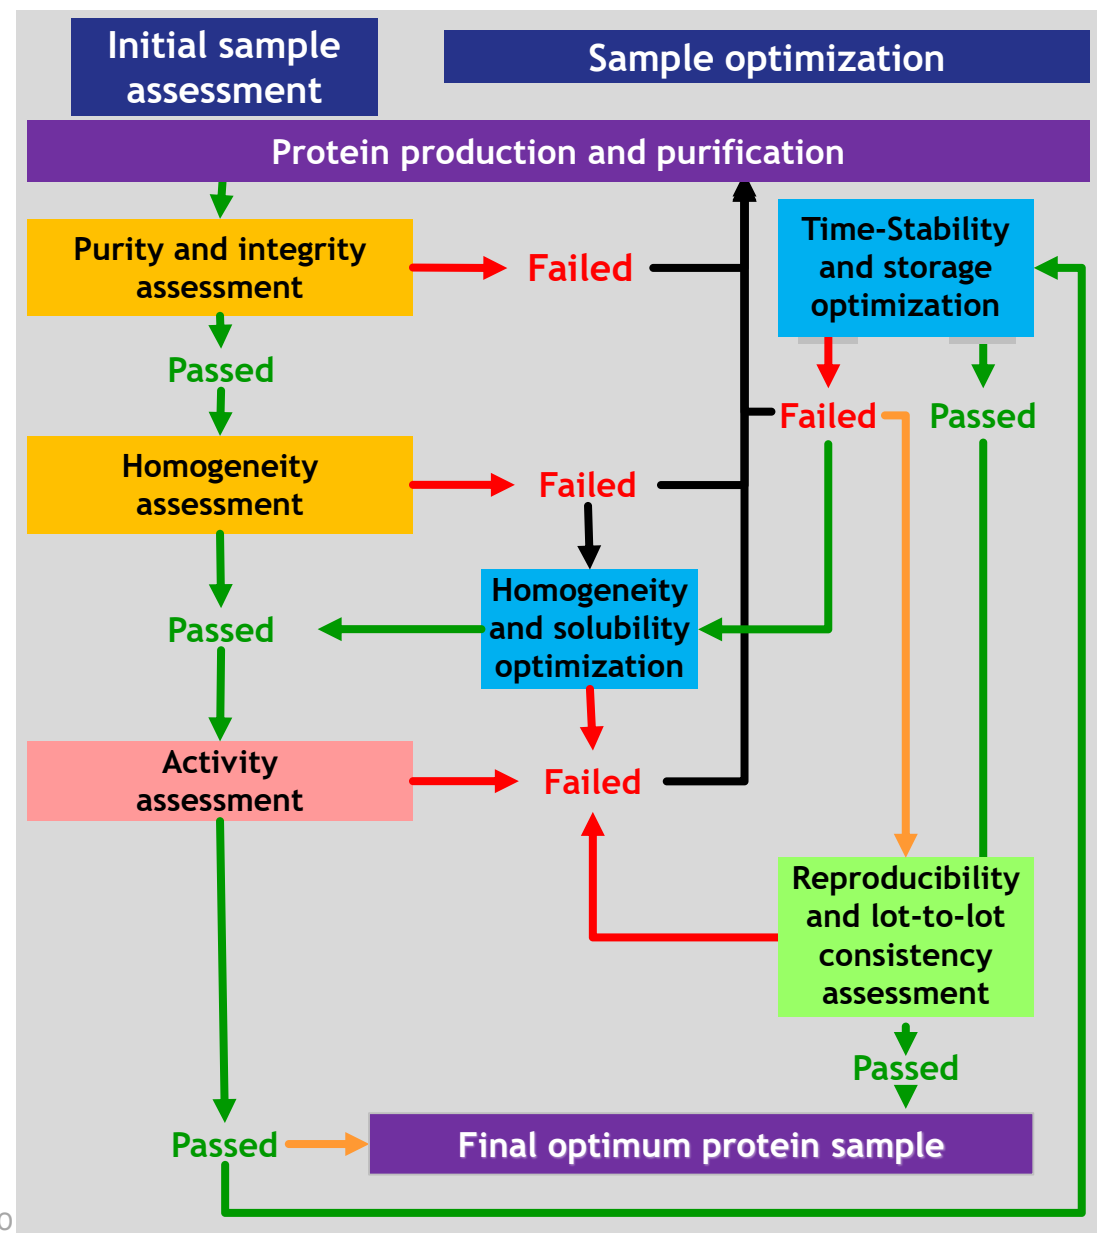 Initial sample
assessment
Sample optimization
Protein production and purification
Purity and integrity
assessment
Failed
Time-Stability
and storage
optimization
Passed
Failed
Passed
Homogeneity
assessment
Failed
Homogeneity
and solubility
optimization
Passed
Activity
assessment
Failed
Reproducibility
and lot-to-lot
consistency
assessment
Passed
Passed
Final optimum protein sample